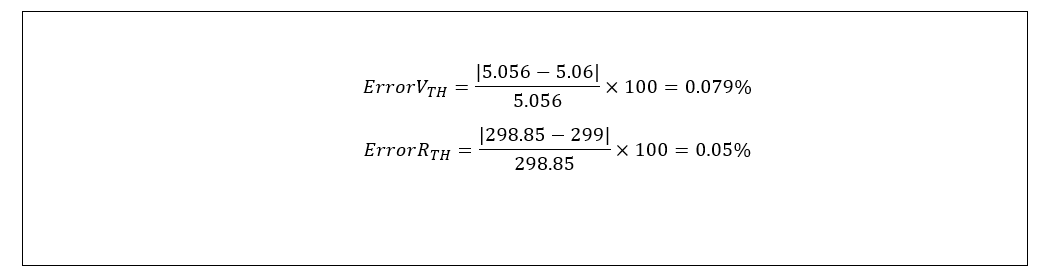 ErrorV_TH = |5.056 − 5.06| / 5.056 × 100 = 0.079%
ErrorR_TH = |298.85 − 299| / 298.85 × 100 = 0.05%